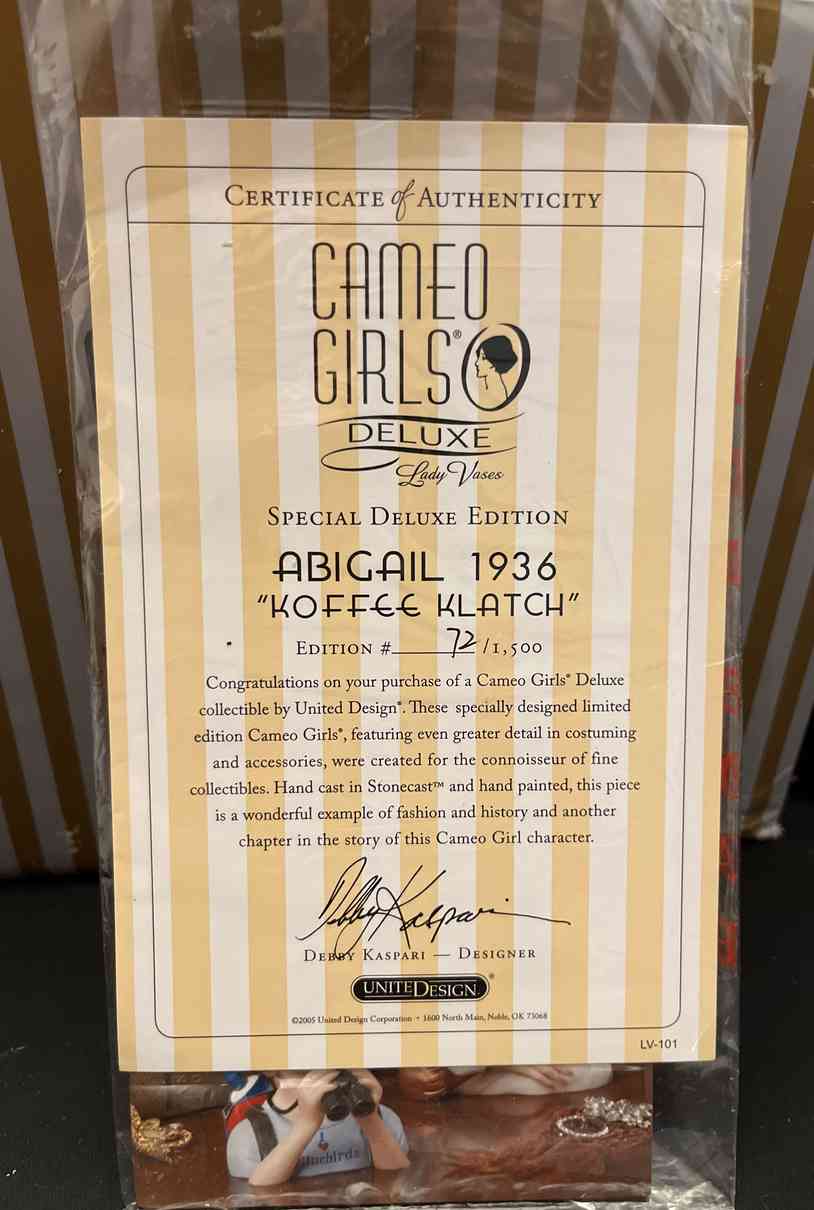 CERTIFICATE of AUTHENTICITY
CAMEO
GIRLS®
DELUXE
Lady Vases
SPECIAL DELUXE EDITION
ABIGAIL 1936
"KOFFEE KLATCH"
EDITION # 72 /1,500
Congratulations on your purchase of a Cameo Girls® Deluxe
collectible by United Design®. These specially designed limited
edition Cameo Girls®, featuring even greater detail in costuming
and accessories, were created for the connoisseur of fine
collectibles. Hand cast in Stonecast™ and hand painted, this piece
is a wonderful example of fashion and history and another
chapter in the story of this Cameo Girl character.
Debby Kaspari
DEBBY KASPARI — DESIGNER
UNITEDESIGN®
©2005 United Design Corporation • 1600 North Main, Noble, OK 73068
LV-101
I
Bluebirds